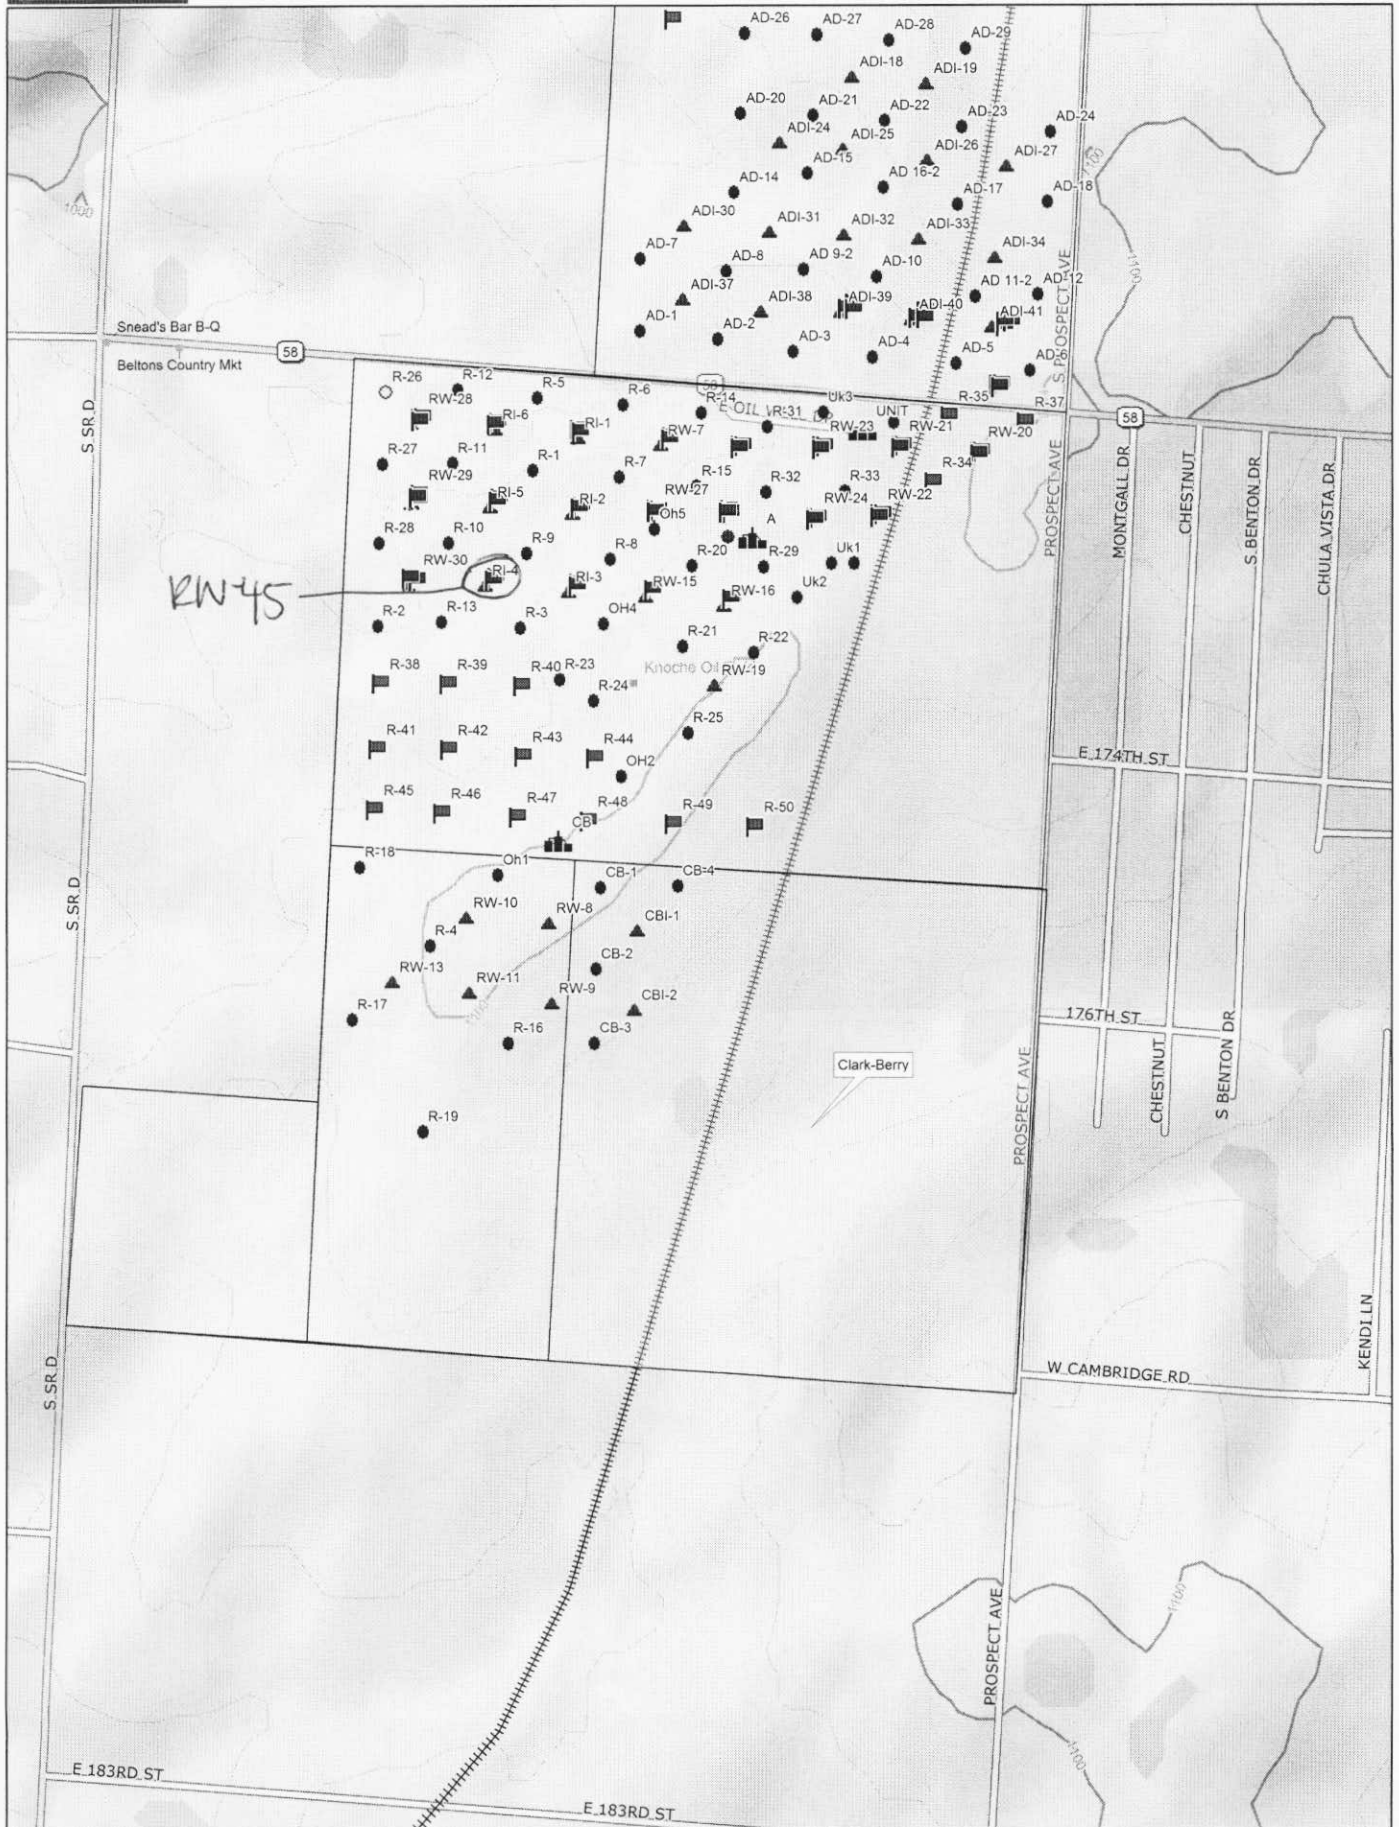 AD-26 AD-27 AD-28 AD-29
ADI-18 ADI-19
AD-20 AD-21 AD-22 AD-23 AD-24
ADI-24 ADI-25 ADI-26 ADI-27
1100
AD-14 AD-15 AD 16-2 AD-17 AD-18
1000
ADI-30 ADI-31 ADI-32 ADI-33 ADI-34
1100
AD-7 AD-8 AD 9-2 AD-10 AD 11-2 AD-12
ADI-37 ADI-38 ADI-39 ADI-40 ADI-41
AD-1 AD-2 AD-3 AD-4 AD-5 AD-6
S PROSPECT AVE
Snead's Bar B-Q
58
Beltons Country Mkt
58
58
R-26 R-12 R-5 R-6 R-14 R-31 Uk3 UNIT R-35 R-37
RW-28 RI-6 RI-1 RW-7 RW-23 RW-21 RW-20
S SR D
R-27 R-11 R-1 R-7 R-15 R-32 R-33 R-34
RW-29 RI-5 RI-2 RW-27 RW-24 RW-22
Oh5 A
R-28 R-10 R-9 R-8 R-20 R-29 Uk1
RW-30 RI-4 RI-3 RW-15 RW-16 Uk2
RW-45
R-2 R-13 R-3 OH4 R-21 R-22
PROSPECT AVE
MONTGALL DR
CHESTNUT
S BENTON DR
CHULA VISTA DR
Knoche Oil
R-38 R-39 R-40 R-23 R-24 RW-19
R-25
R-41 R-42 R-43 R-44
OH2
E 174TH ST
R-45 R-46 R-47 R-48 R-49 R-50
CB
R-18 Oh1 CB-1 CB-4
S SR D
RW-10 RW-8 CBI-1
R-4 CB-2
RW-13 RW-11 RW-9 CBI-2
R-17 R-16 CB-3
1100
176TH ST
CHESTNUT
S BENTON DR
Clark-Berry
PROSPECT AVE
R-19
KENDI LN
S SR D
W CAMBRIDGE RD
PROSPECT AVE
1100
1100
E 183RD ST
E 183RD ST